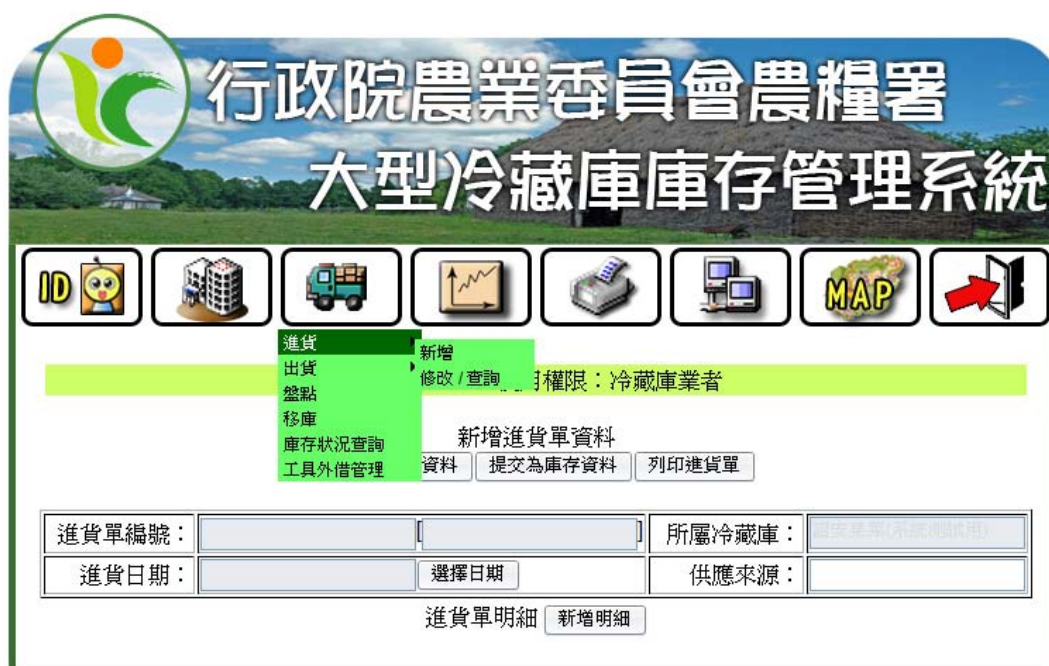 行政院農業委員會農糧署
大型冷藏庫庫存管理系統
ID
MAP
進貨
新增
出貨
修改 / 查詢
用權限：冷藏庫業者
盤點
移庫
新增進貨單資料
庫存狀況查詢
工具外借管理
資料 提交為庫存資料 列印進貨單
進貨單編號： [ ] 所屬冷藏庫：
進貨日期： 選擇日期 供應來源：
進貨單明細 新增明細